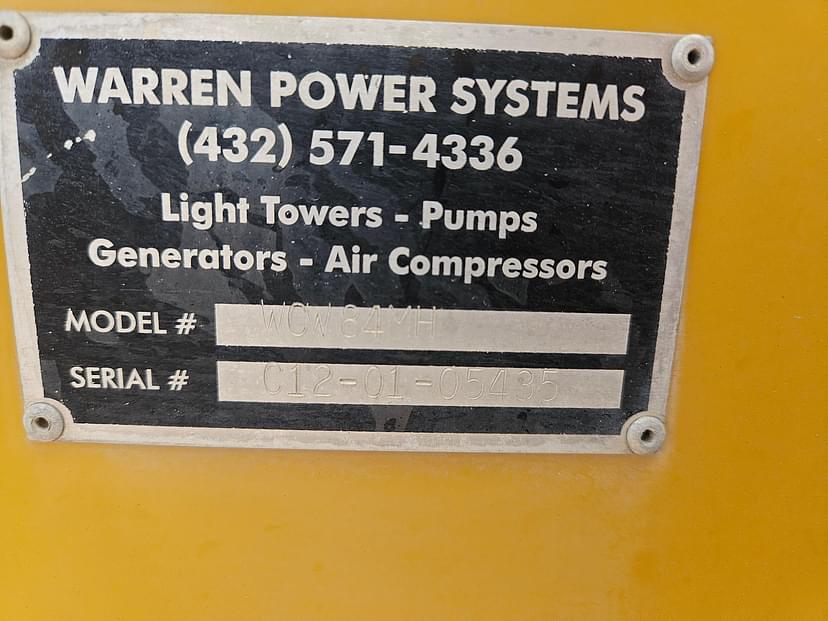 WARREN POWER SYSTEMS
(432) 571-4336
Light Towers - Pumps
Generators - Air Compressors
MODEL # WCW84MH
SERIAL # C12-01-05435